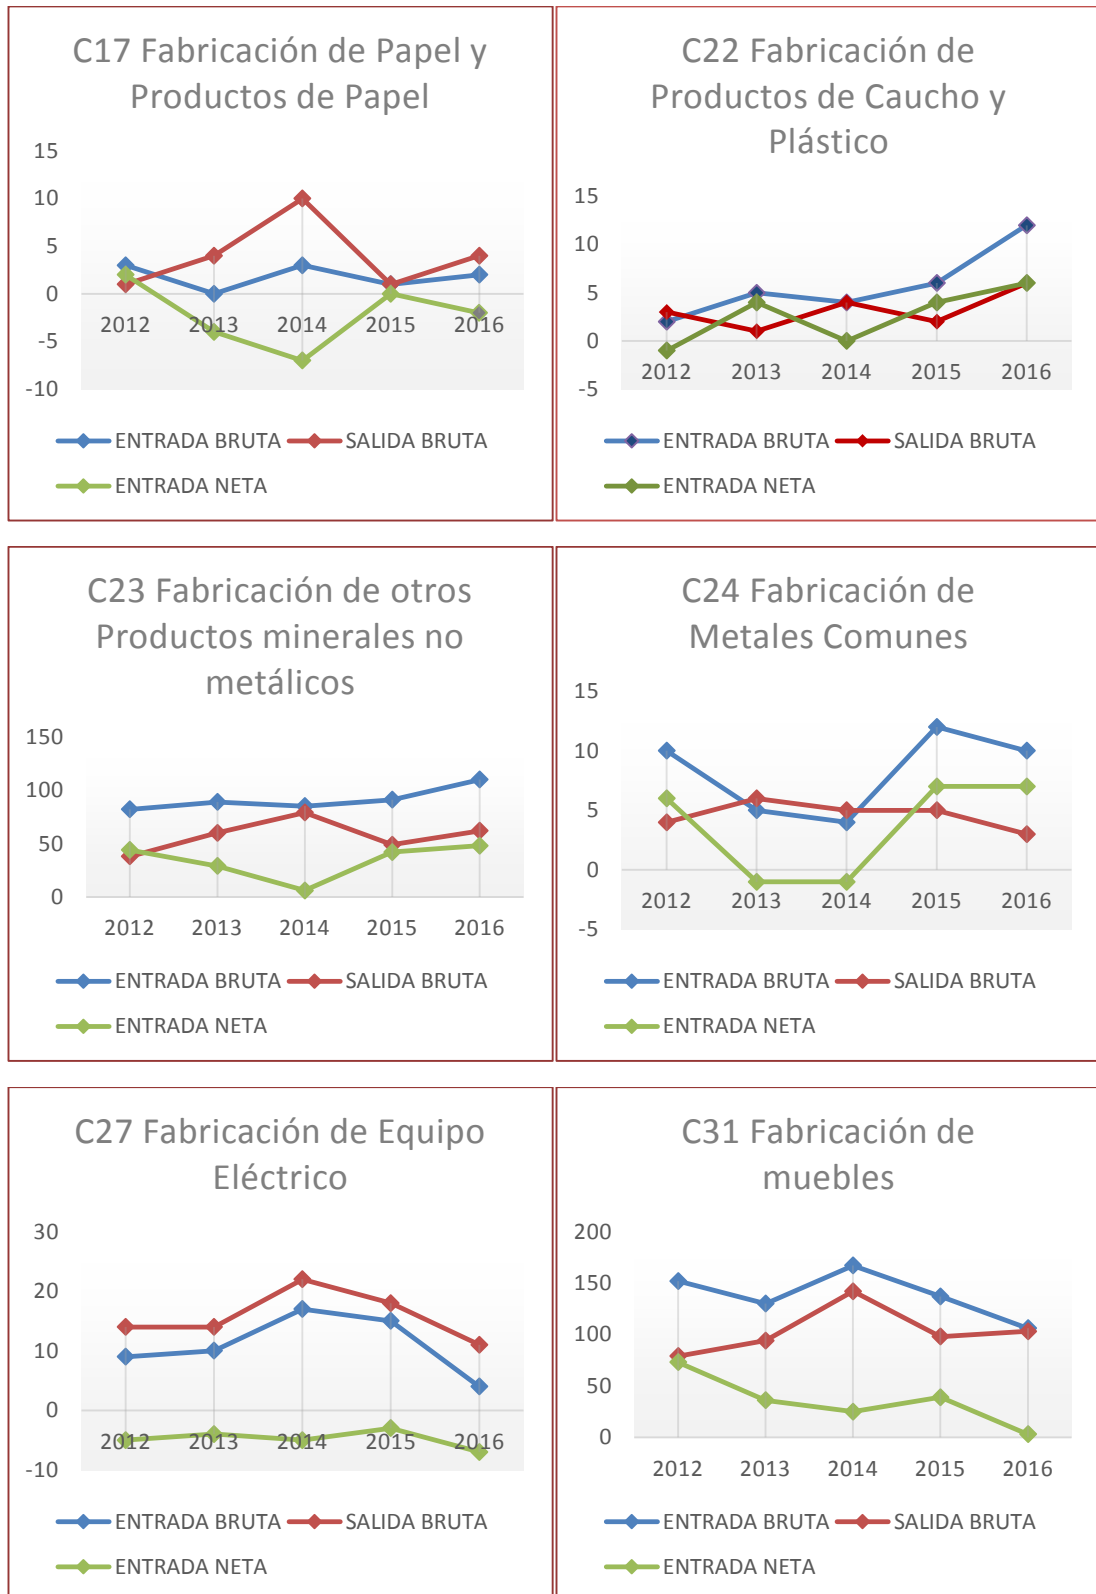 C17 Fabricación de Papel y
Productos de Papel
15
10
5
0
-5
-10
2012 2013 2014 2015 2016
ENTRADA BRUTA SALIDA BRUTA
ENTRADA NETA
C22 Fabricación de
Productos de Caucho y
Plástico
15
10
5
0
-5
2012 2013 2014 2015 2016
ENTRADA BRUTA SALIDA BRUTA
ENTRADA NETA
C23 Fabricación de otros
Productos minerales no
metálicos
150
100
50
0
2012 2013 2014 2015 2016
ENTRADA BRUTA SALIDA BRUTA
ENTRADA NETA
C24 Fabricación de
Metales Comunes
15
10
5
0
-5
2012 2013 2014 2015 2016
ENTRADA BRUTA SALIDA BRUTA
ENTRADA NETA
C27 Fabricación de Equipo
Eléctrico
30
20
10
0
-10
2012 2013 2014 2015 2016
ENTRADA BRUTA SALIDA BRUTA
ENTRADA NETA
C31 Fabricación de
muebles
200
150
100
50
0
2012 2013 2014 2015 2016
ENTRADA BRUTA SALIDA BRUTA
ENTRADA NETA